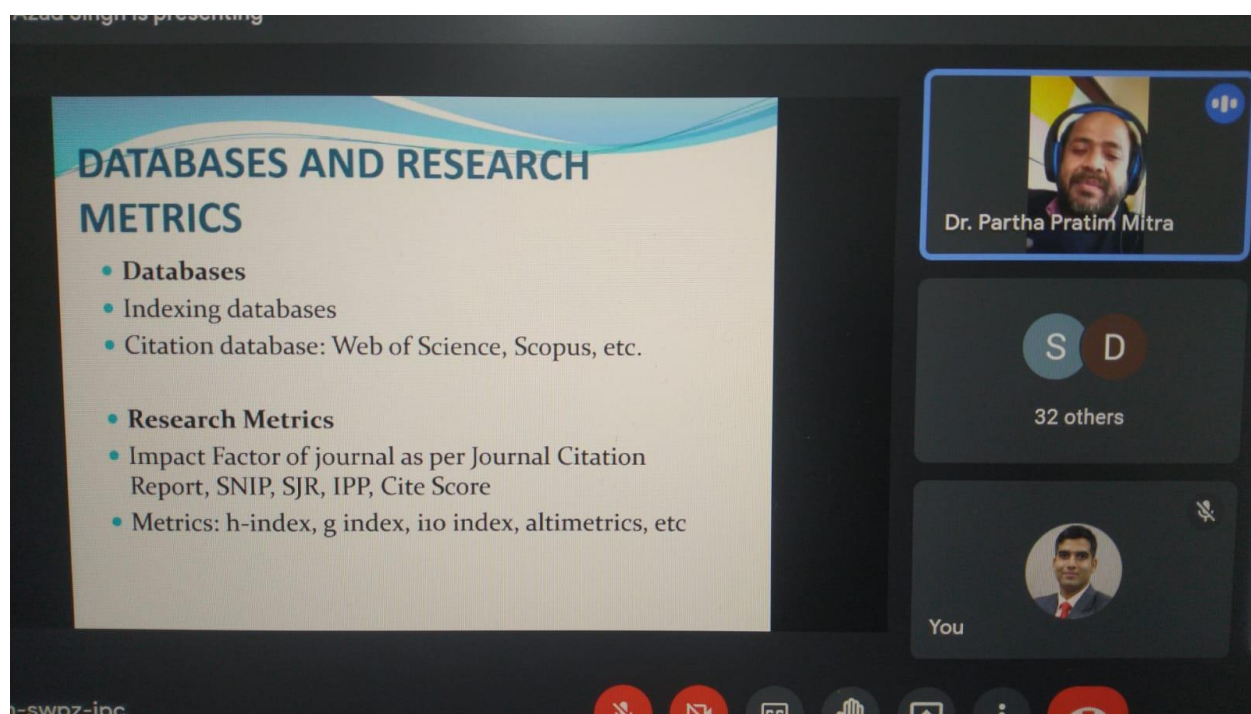 Azad Singh is presenting
DATABASES AND RESEARCH
METRICS
• Databases
• Indexing databases
• Citation database: Web of Science, Scopus, etc.
• Research Metrics
• Impact Factor of journal as per Journal Citation
Report, SNIP, SJR, IPP, Cite Score
• Metrics: h-index, g index, i10 index, altimetrics, etc
Dr. Partha Pratim Mitra
S D
32 others
You
-swpz-ipc